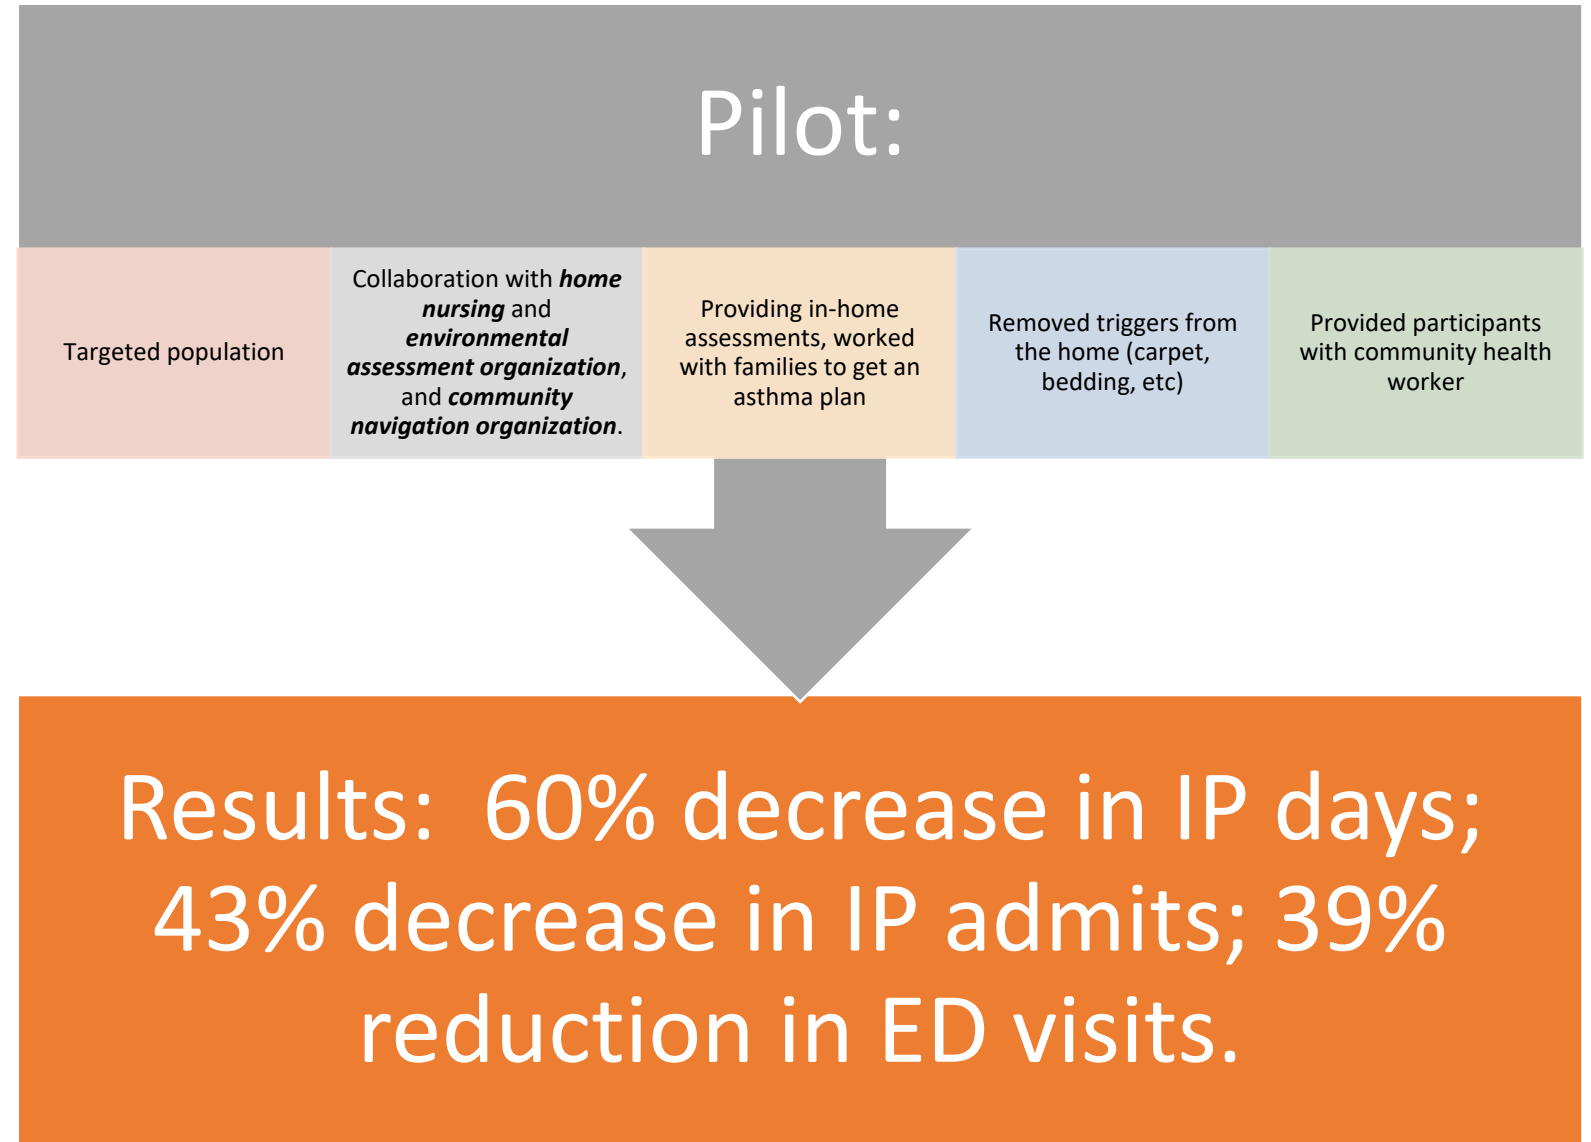 Pilot:
Targeted population
Collaboration with home
nursing and
environmental
assessment organization,
and community
navigation organization.
Providing in-home
assessments, worked
with families to get an
asthma plan
Removed triggers from
the home (carpet,
bedding, etc)
Provided participants
with community health
worker
Results:  60% decrease in IP days;
43% decrease in IP admits; 39%
reduction in ED visits.